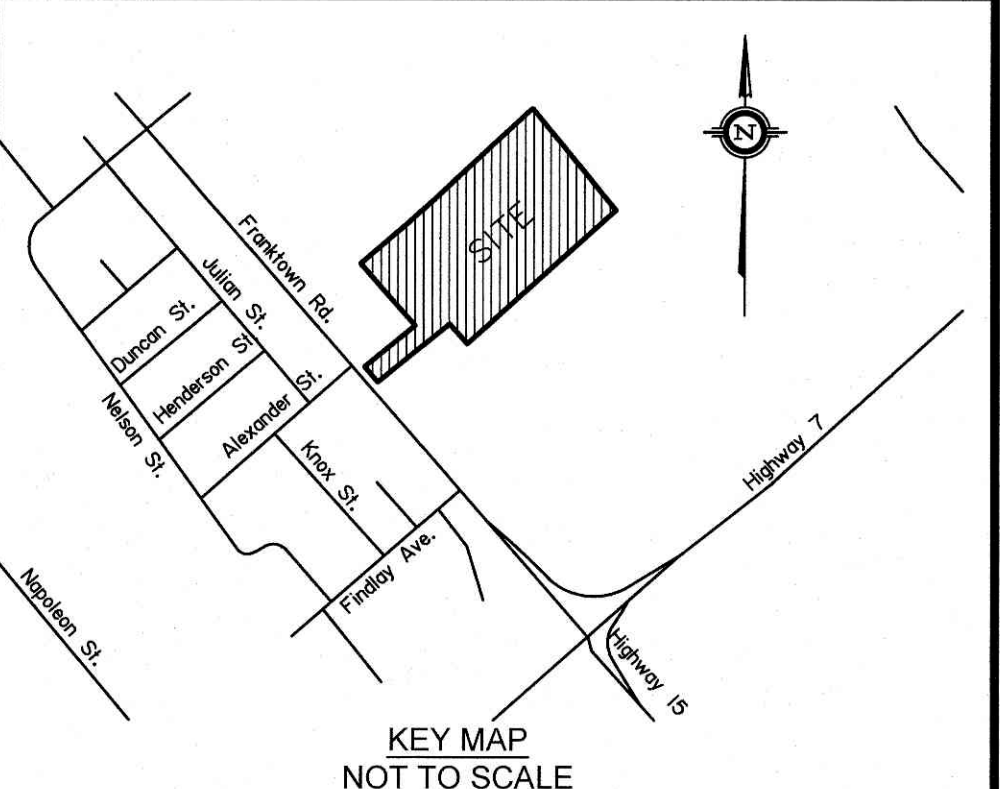 N
SITE
Franktown Rd.
Julian St.
Duncan St.
Henderson St
Nelson St.
Alexander St.
Knox St.
Highway 7
Findlay Ave.
Napoleon St.
Highway 15
KEY MAP
NOT TO SCALE